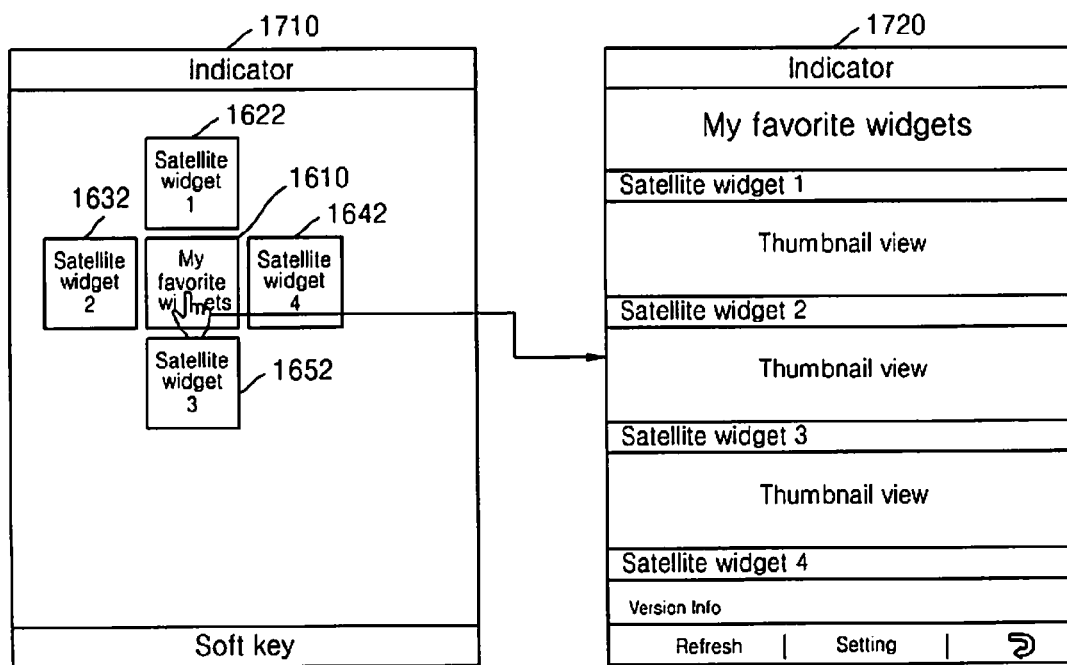 1710
Indicator
1622
Satellite
widget
1
1632
1610
1642
Satellite
widget
2
My
favorite
Satellite
widget
4
Satellite
widget
3
1652
Soft key
1720
Indicator
My favorite widgets
Satellite widget 1
Thumbnail view
Satellite widget 2
Thumbnail view
Satellite widget 3
Thumbnail view
Satellite widget 4
Version Info
Refresh | Setting |